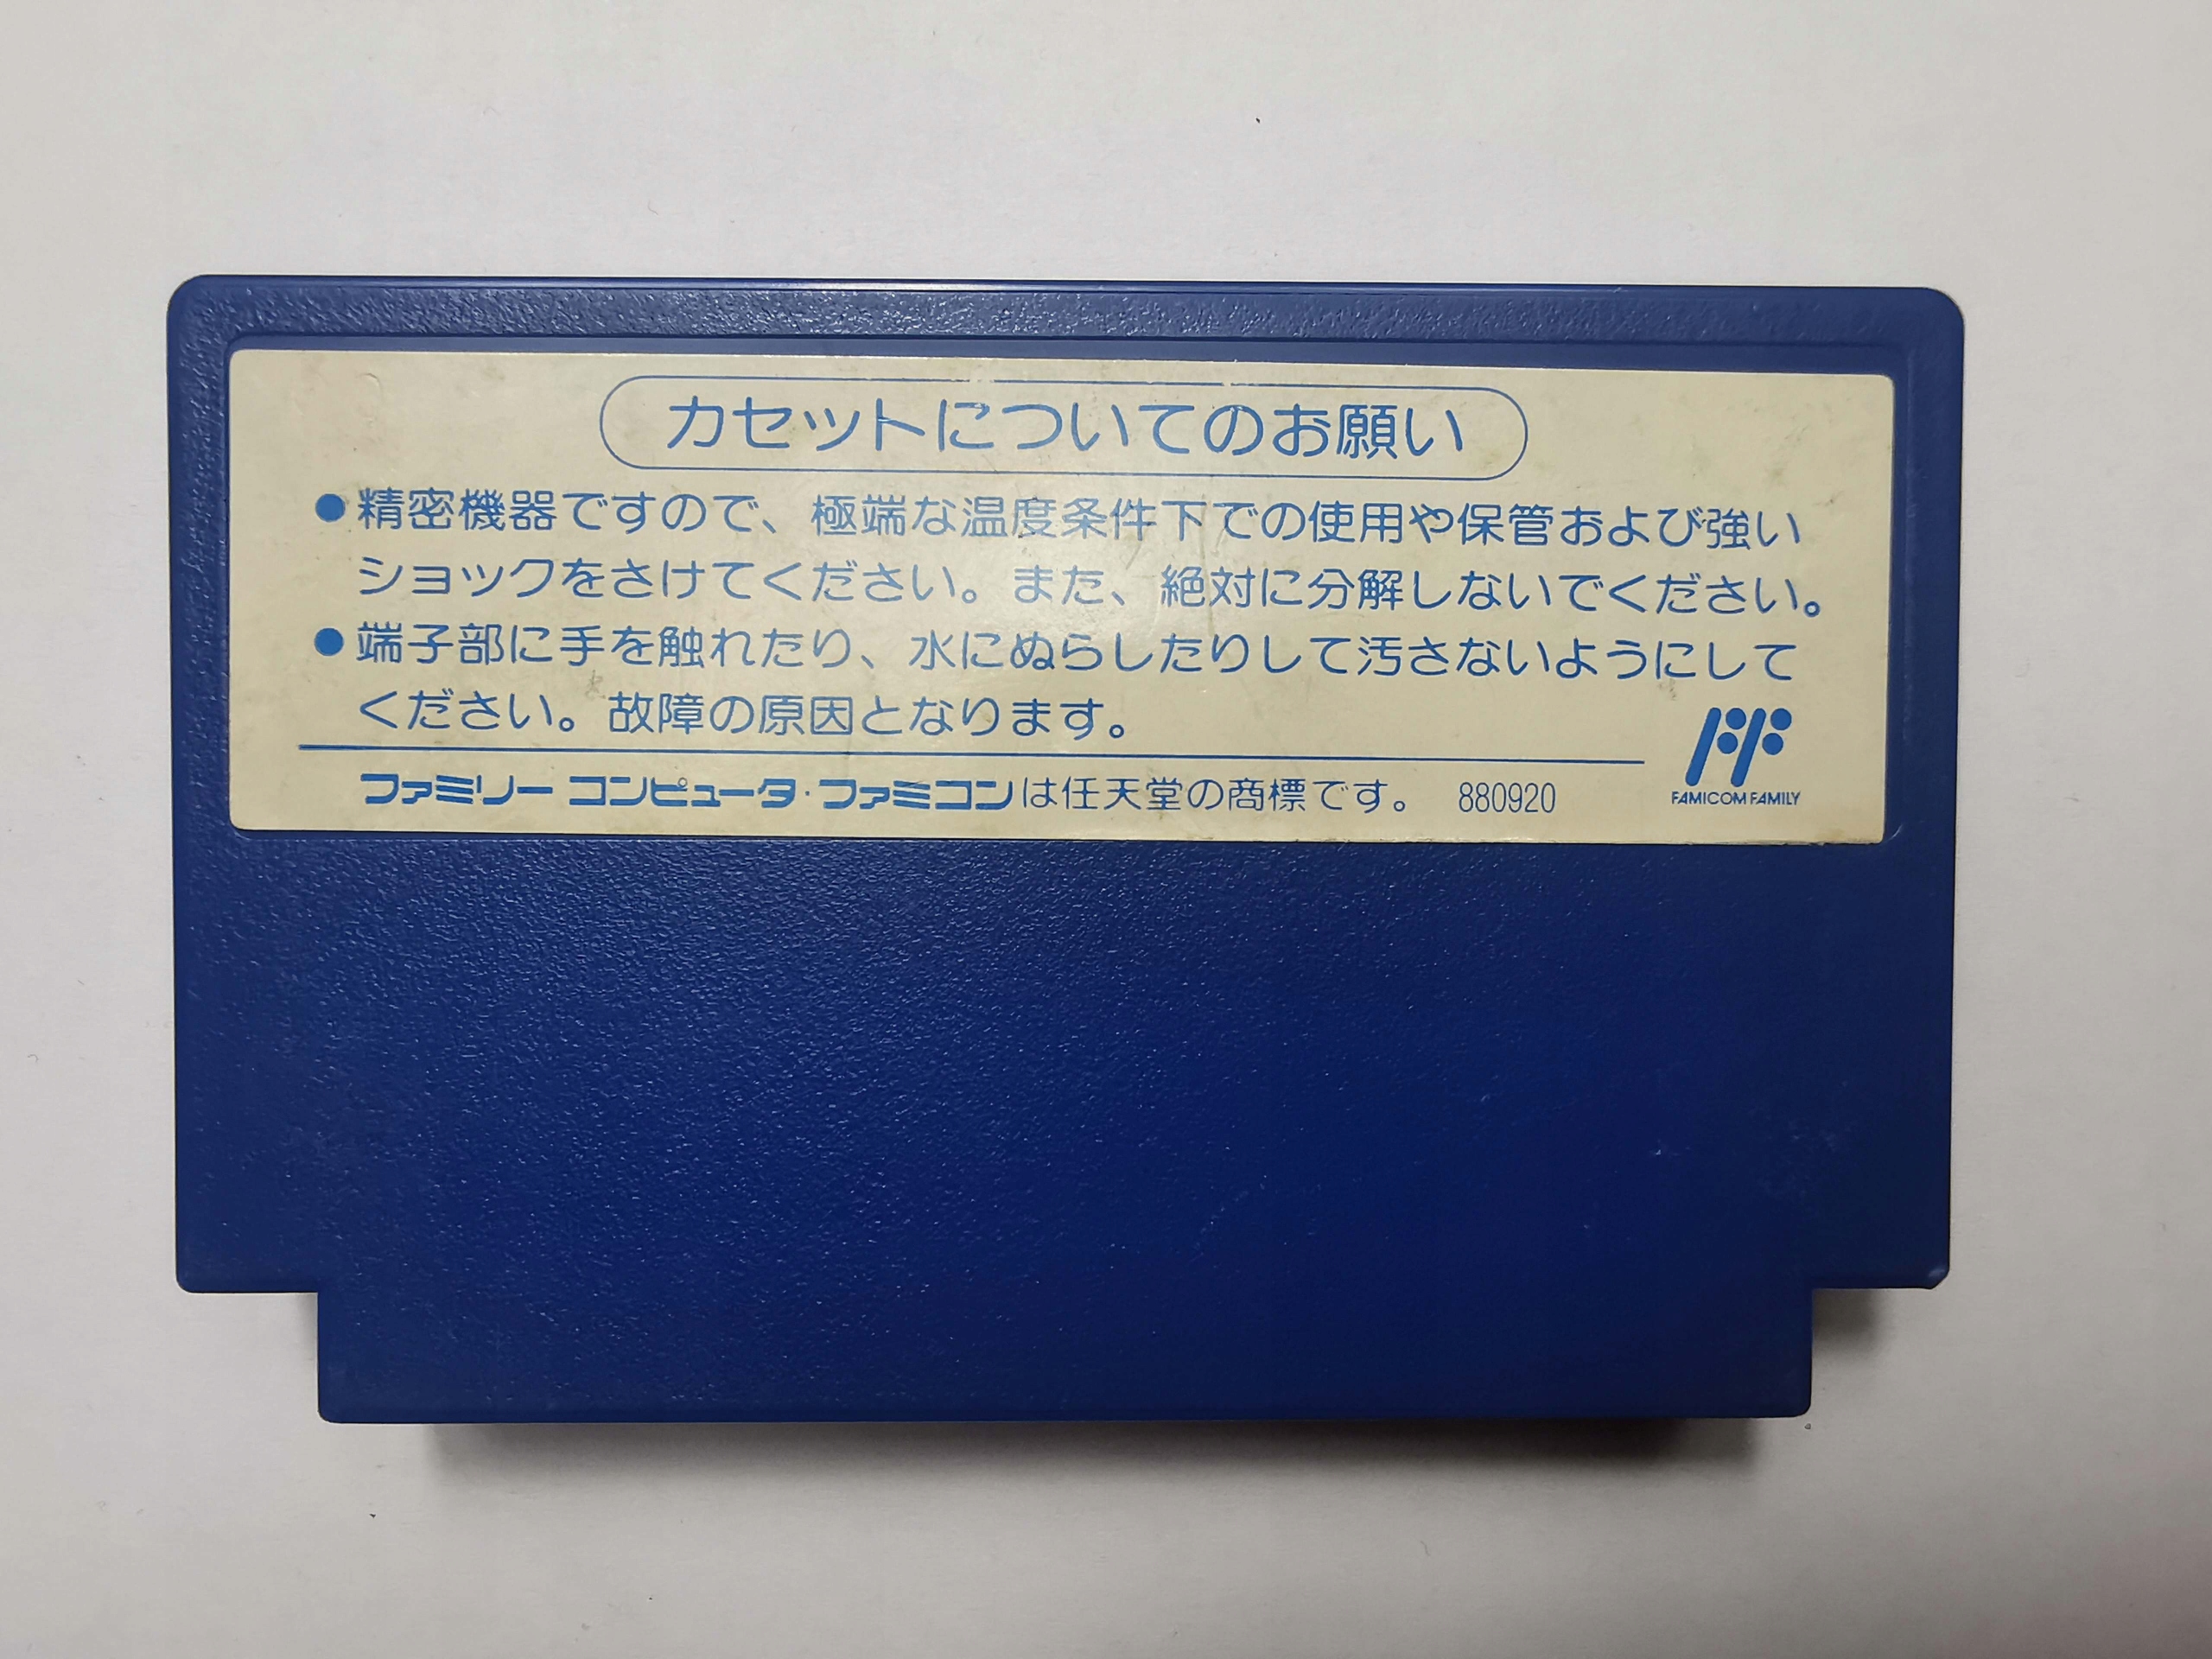 カセットについてのお願い
●精密機器ですので、極端な温度条件下での使用や保管および強い
ショックをさけてください。また、絶対に分解しないでください。
●端子部に手を触れたり、水にぬらしたりして汚さないようにして
ください。故障の原因となります。
ファミリーコンピュータ・ファミコンは任天堂の商標です。 880920
FAMICOM FAMILY